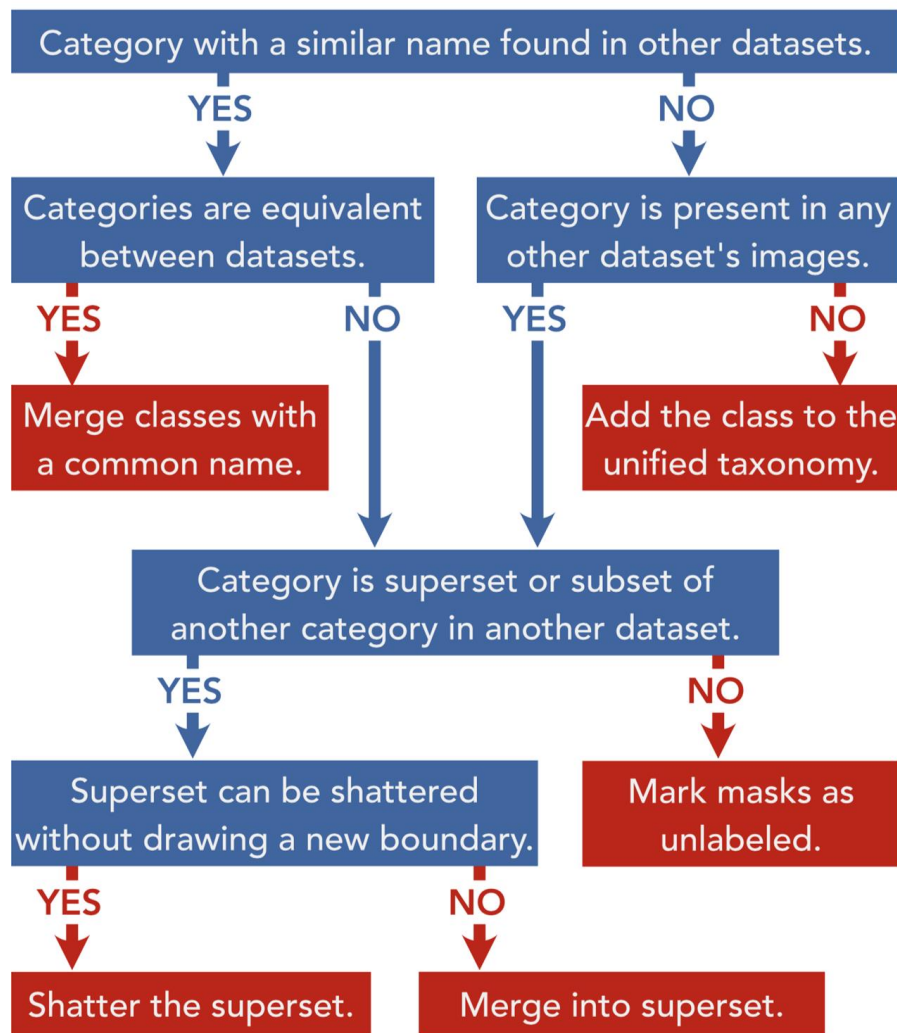 Category with a similar name found in other datasets.
YES
NO
Categories are equivalent
between datasets.
Category is present in any
other dataset's images.
YES
NO
YES
NO
Merge classes with
a common name.
Add the class to the
unified taxonomy.
Category is superset or subset of
another category in another dataset.
YES
NO
Superset can be shattered
without drawing a new boundary.
Mark masks as
unlabeled.
YES
NO
Shatter the superset.
Merge into superset.